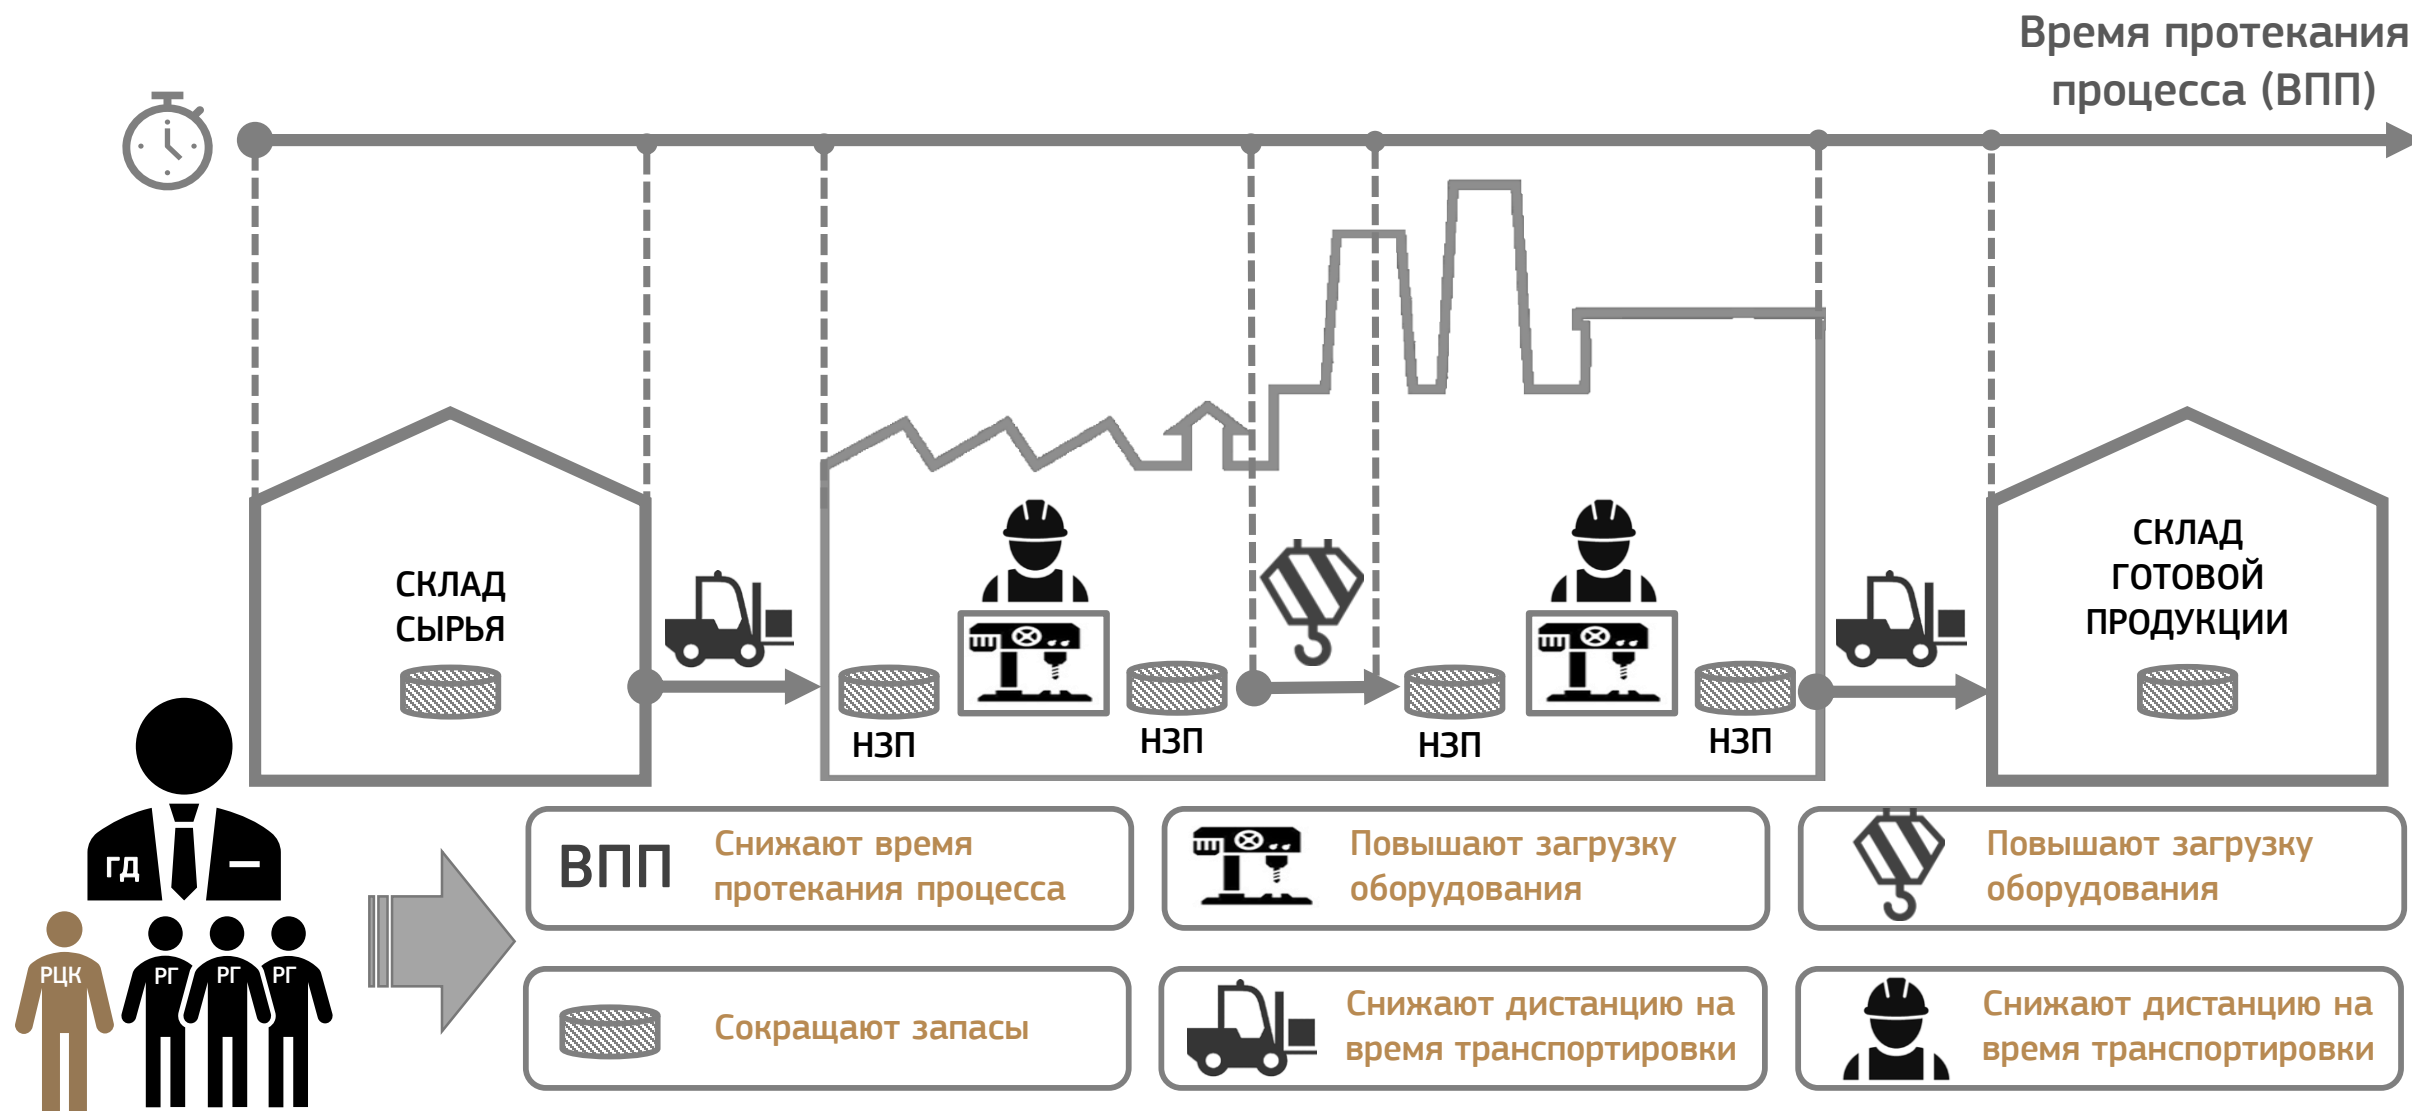 Время протекания
процесса (ВПП)
СКЛАД
СЫРЬЯ
СКЛАД
ГОТОВОЙ
ПРОДУКЦИИ
НЗП
НЗП
НЗП
НЗП
ГД
РЦК
РГ
РГ
РГ
ВПП
Снижают время
протекания процесса
Повышают загрузку
оборудования
Повышают загрузку
оборудования
Сокращают запасы
Снижают дистанцию на
время транспортировки
Снижают дистанцию на
время транспортировки